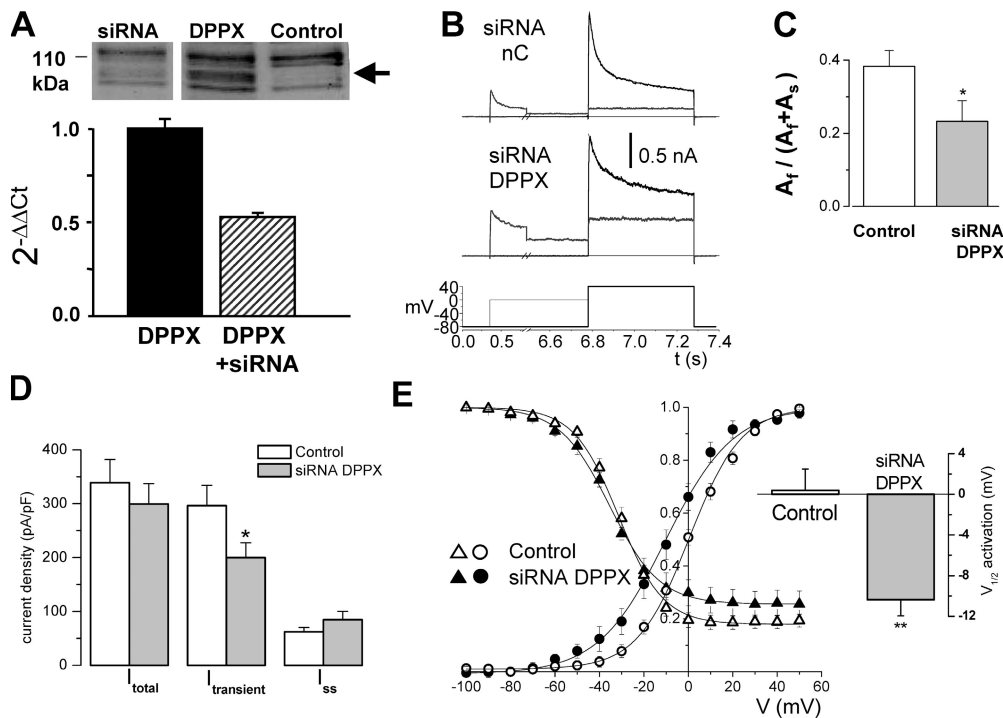 A
siRNA DPPX Control
110
kDa
1.0
0.5
0.0
2-ΔΔCt
DPPX
DPPX
+siRNA
B
siRNA
nC
siRNA
DPPX
0.5 nA
mV
40
0
-40
-80
0.0 0.5 6.6 6.8 7.0 7.2 7.4
t (s)
C
0.4
0.2
0.0
Af / (Af+As)
*
Control
siRNA
DPPX
D
400
350
300
250
200
150
100
50
0
current density (pA/pF)
Control
siRNA DPPX
*
Itotal Itransient Iss
E
1.0
0.8
0.6
0.4
0.2
Control
siRNA DPPX
-100 -80 -60 -40 -20 0 20 40 60
V (mV)
siRNA
DPPX
Control
4
0
-4
-8
-12
V1/2 activation (mV)
**